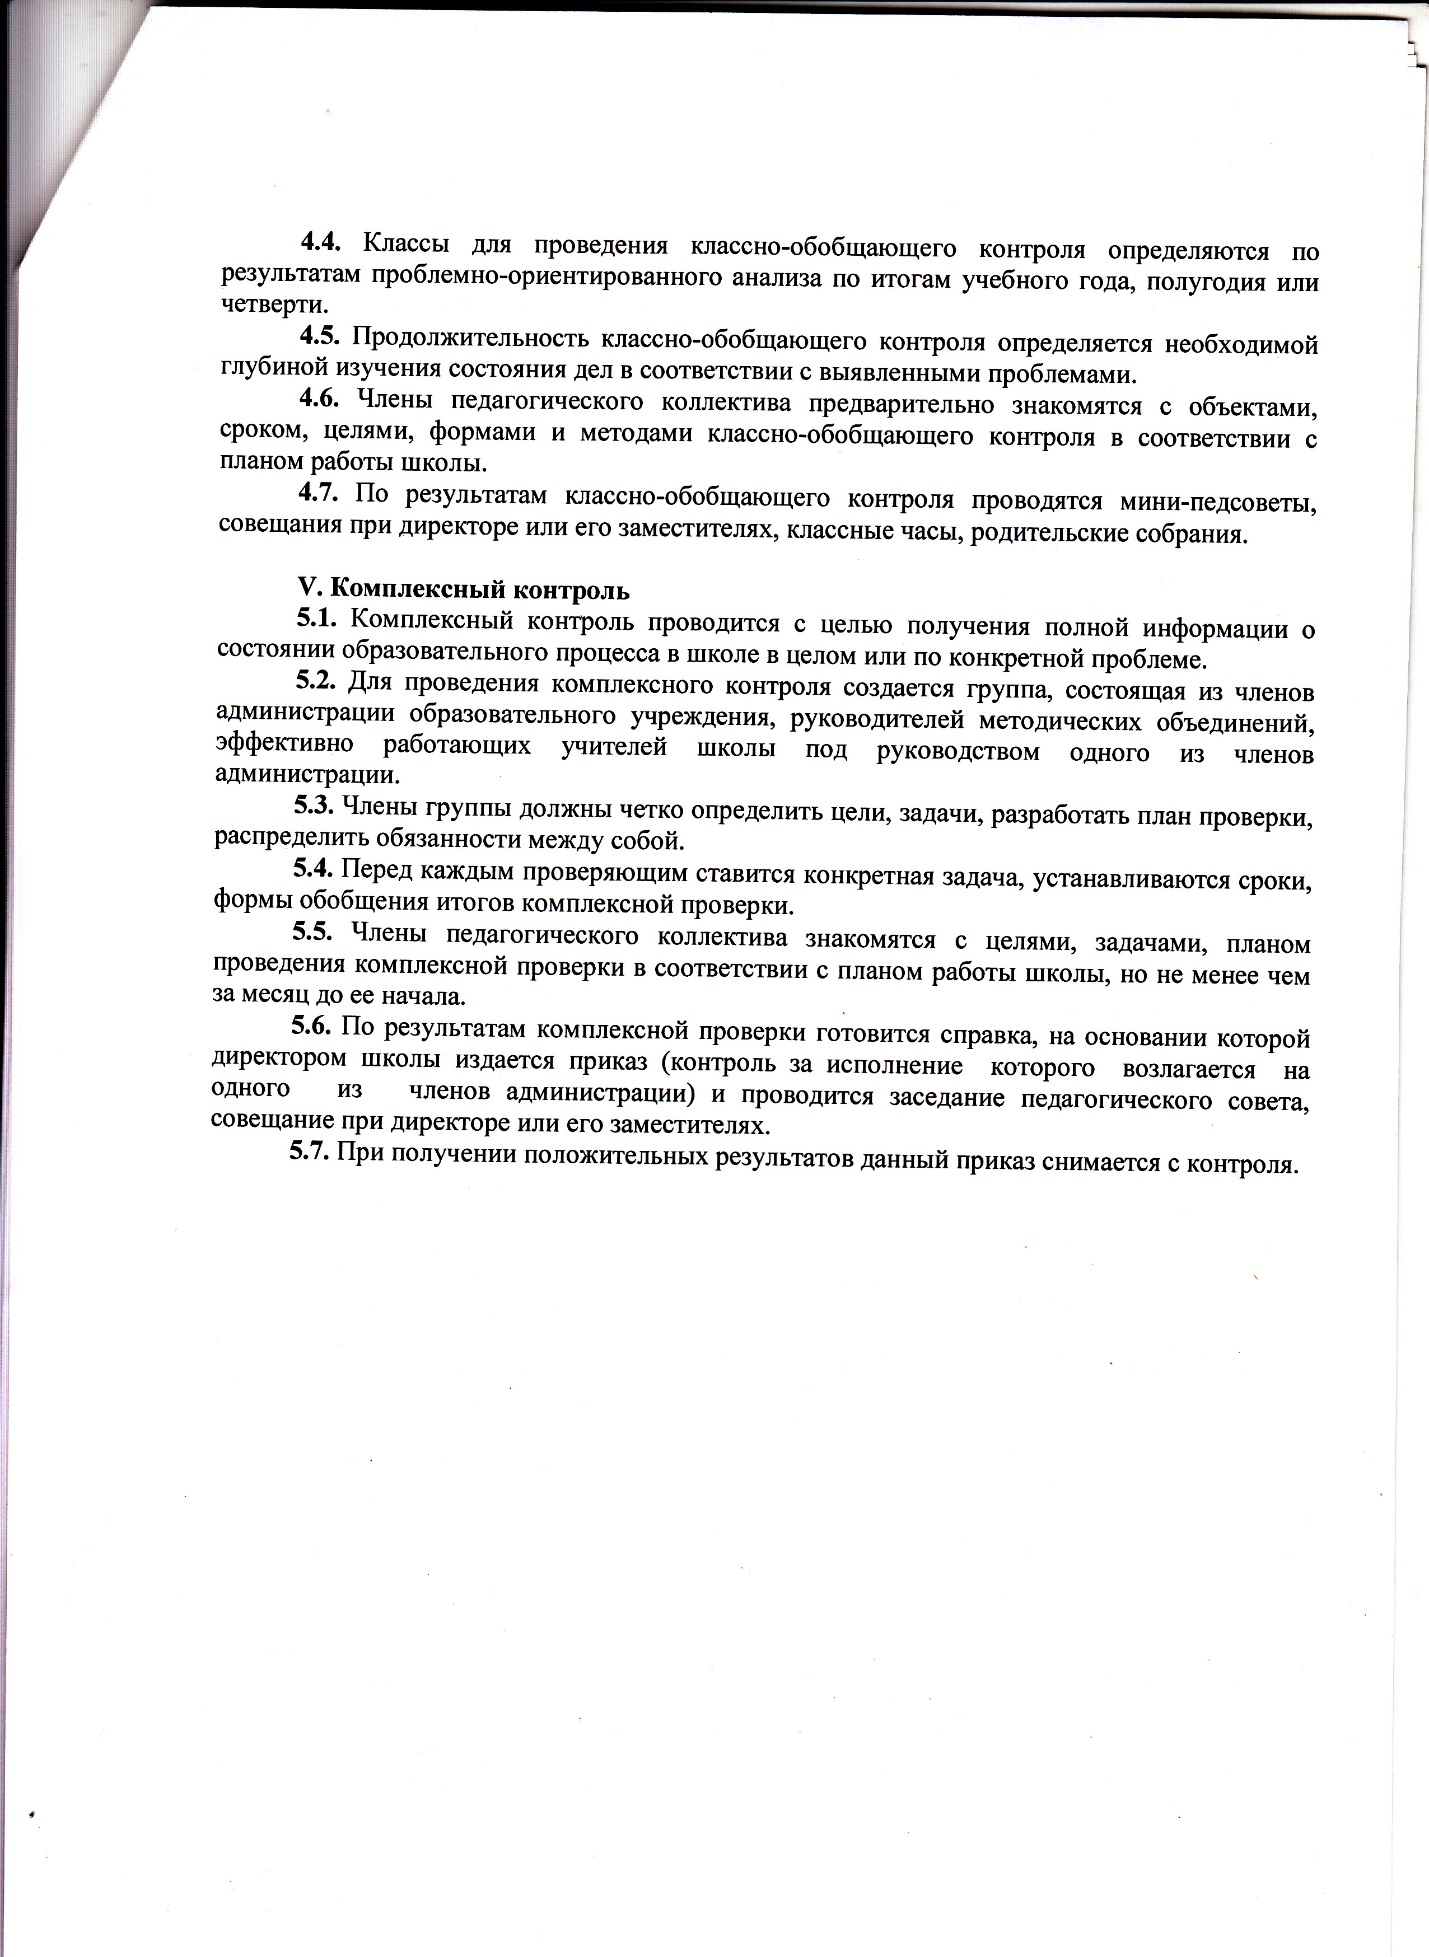 4.4. Классы для проведения классно-обобщающего контроля определяются по
результатам проблемно-ориентированного анализа по итогам учебного года, полугодия или
четверти.
4.5. Продолжительность классно-обобщающего контроля определяется необходимой
глубиной изучения состояния дел в соответствии с выявленными проблемами.
4.6. Члены педагогического коллектива предварительно знакомятся с объектами,
сроком, целями, формами и методами классно-обобщающего контроля в соответствии с
планом работы школы.
4.7. По результатам классно-обобщающего контроля проводятся мини-педсоветы,
совещания при директоре или его заместителях, классные часы, родительские собрания.
V. Комплексный контроль
5.1. Комплексный контроль проводится с целью получения полной информации о
состоянии образовательного процесса в школе в целом или по конкретной проблеме.
5.2. Для проведения комплексного контроля создается группа, состоящая из членов
администрации образовательного учреждения, руководителей методических объединений,
эффективно работающих учителей школы под руководством одного из членов
администрации.
5.3. Члены группы должны четко определить цели, задачи, разработать план проверки,
распределить обязанности между собой.
5.4. Перед каждым проверяющим ставится конкретная задача, устанавливаются сроки,
формы обобщения итогов комплексной проверки.
5.5. Члены педагогического коллектива знакомятся с целями, задачами, планом
проведения комплексной проверки в соответствии с планом работы школы, но не менее чем
за месяц до ее начала.
5.6. По результатам комплексной проверки готовится справка, на основании которой
директором школы издается приказ (контроль за исполнение которого возлагается на
одного из членов администрации) и проводится заседание педагогического совета,
совещание при директоре или его заместителях.
5.7. При получении положительных результатов данный приказ снимается с контроля.